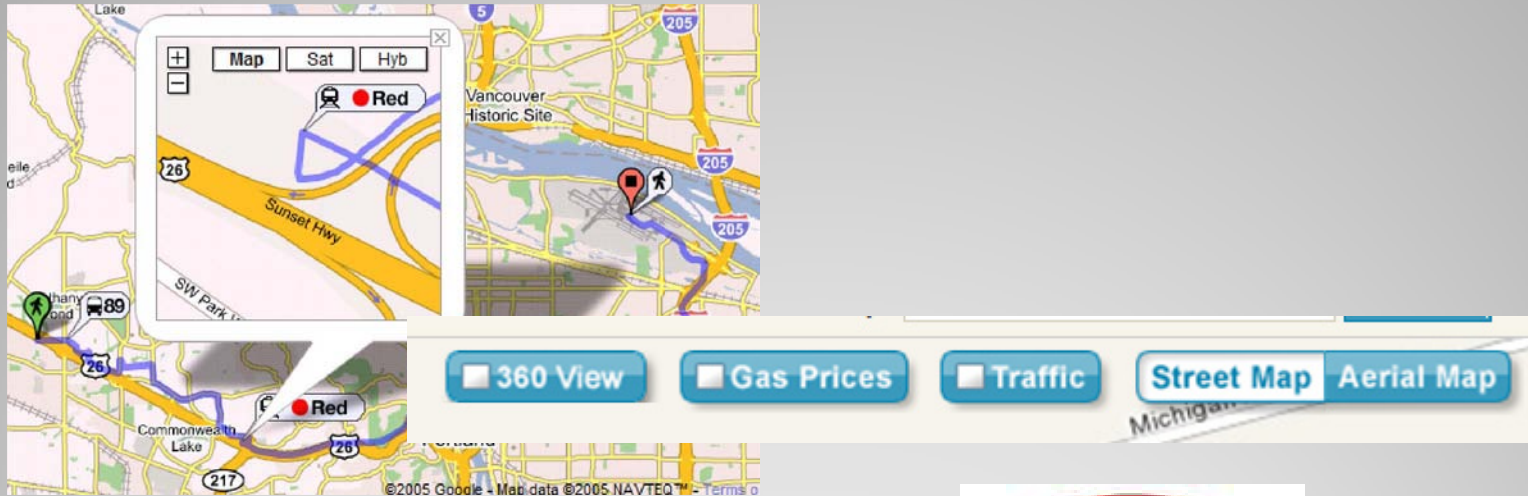 Lake
5
205
Map Sat Hyb
Red
Vancouver
Historic Site
26
205
Sunset Hwy
205
SW Park
89
26
360 View
Gas Prices
Traffic
Street Map
Aerial Map
Michigan
Red
Commonwealth
Lake
26
217
©2005 Google - Map data ©2005 NAVTEQ™ - Terms o